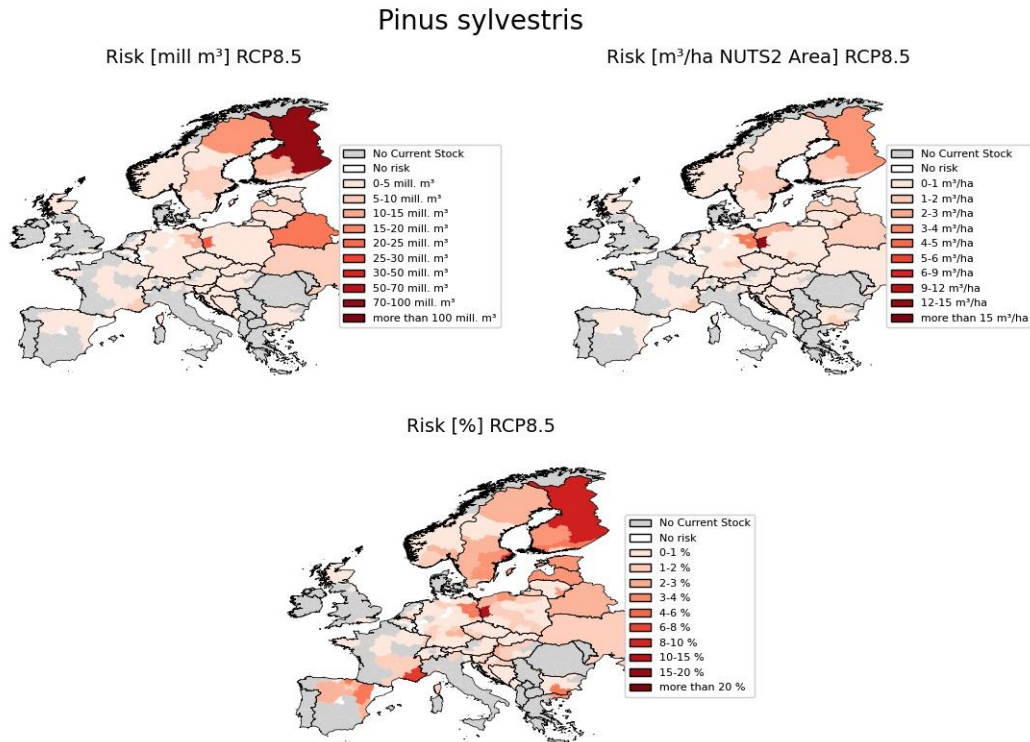 Pinus sylvestris
Risk [mill m³] RCP8.5
No Current Stock
No risk
0-5 mill. m³
5-10 mill. m³
10-15 mill. m³
15-20 mill. m³
20-25 mill. m³
25-30 mill. m³
30-50 mill. m³
50-70 mill. m³
70-100 mill. m³
more than 100 mill. m³
Risk [m³/ha NUTS2 Area] RCP8.5
No Current Stock
No risk
0-1 m³/ha
1-2 m³/ha
2-3 m³/ha
3-4 m³/ha
4-5 m³/ha
5-6 m³/ha
6-9 m³/ha
9-12 m³/ha
12-15 m³/ha
more than 15 m³/ha
Risk [%] RCP8.5
No Current Stock
No risk
0-1 %
1-2 %
2-3 %
3-4 %
4-6 %
6-8 %
8-10 %
10-15 %
15-20 %
more than 20 %